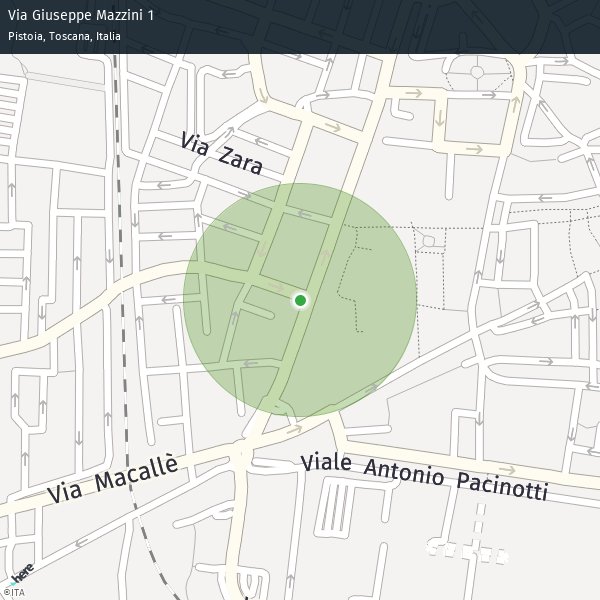 Via Giuseppe Mazzini 1
Pistoia, Toscana, Italia
Via Zara
Via Macallè
Viale Antonio Pacinotti
here
©ITA